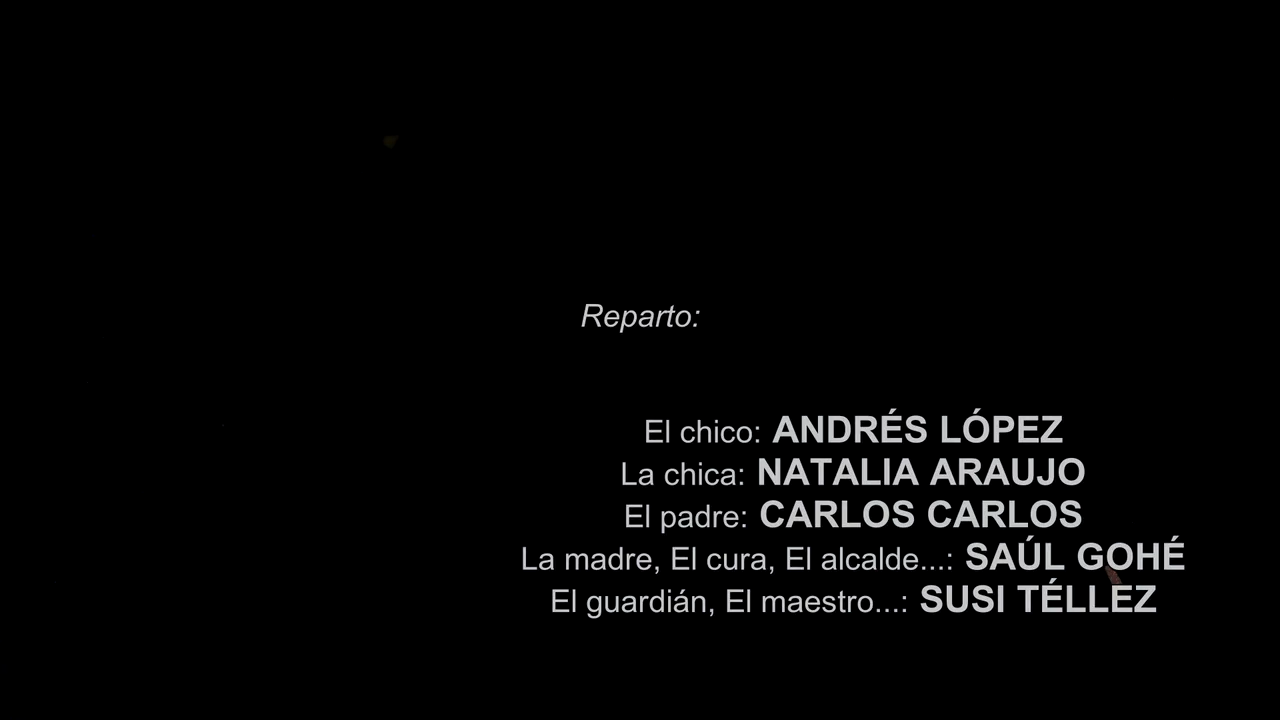 Reparto:
El chico: ANDRÉS LÓPEZ
La chica: NATALIA ARAUJO
El padre: CARLOS CARLOS
La madre, El cura, El alcalde...: SAÚL GOHÉ
El guardián, El maestro...: SUSI TÉLLEZ